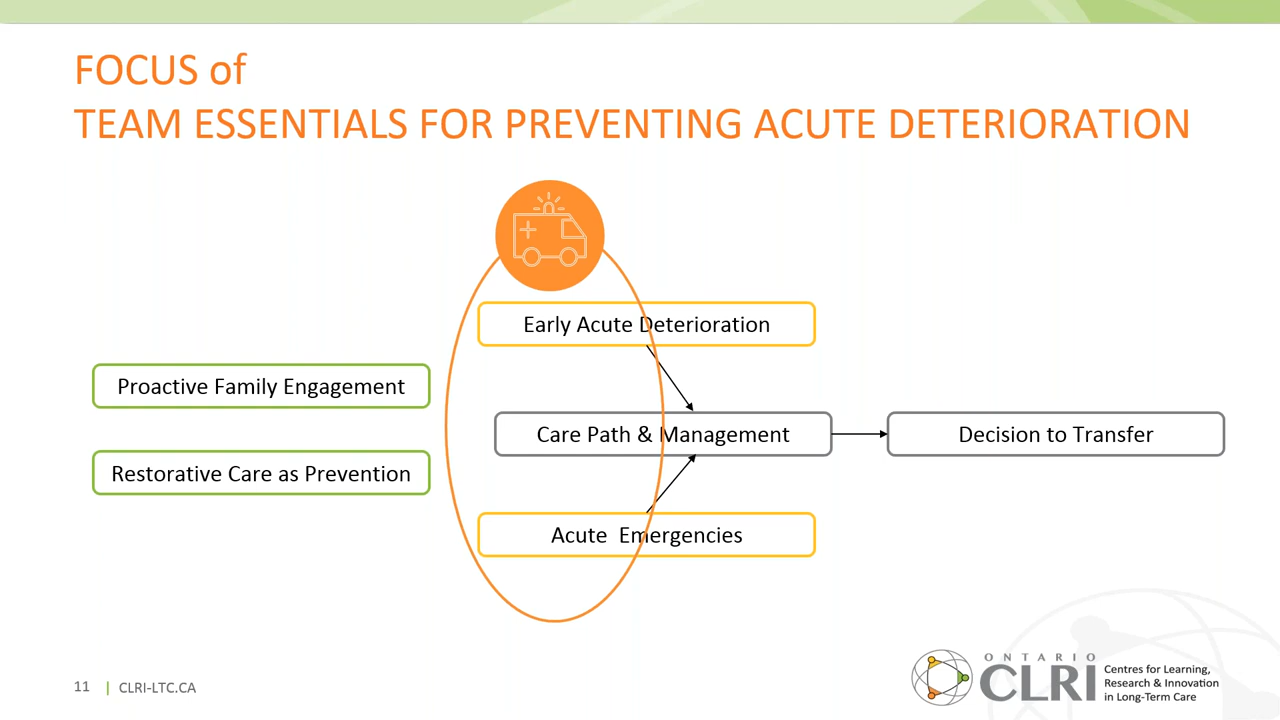 FOCUS of
TEAM ESSENTIALS FOR PREVENTING ACUTE DETERIORATION
Early Acute Deterioration
Proactive Family Engagement
Care Path & Management
Decision to Transfer
Restorative Care as Prevention
Acute  Emergencies
11 | CLRI-LTC.CA
ONTARIO
CLRI
Centres for Learning,
Research & Innovation
in Long-Term Care